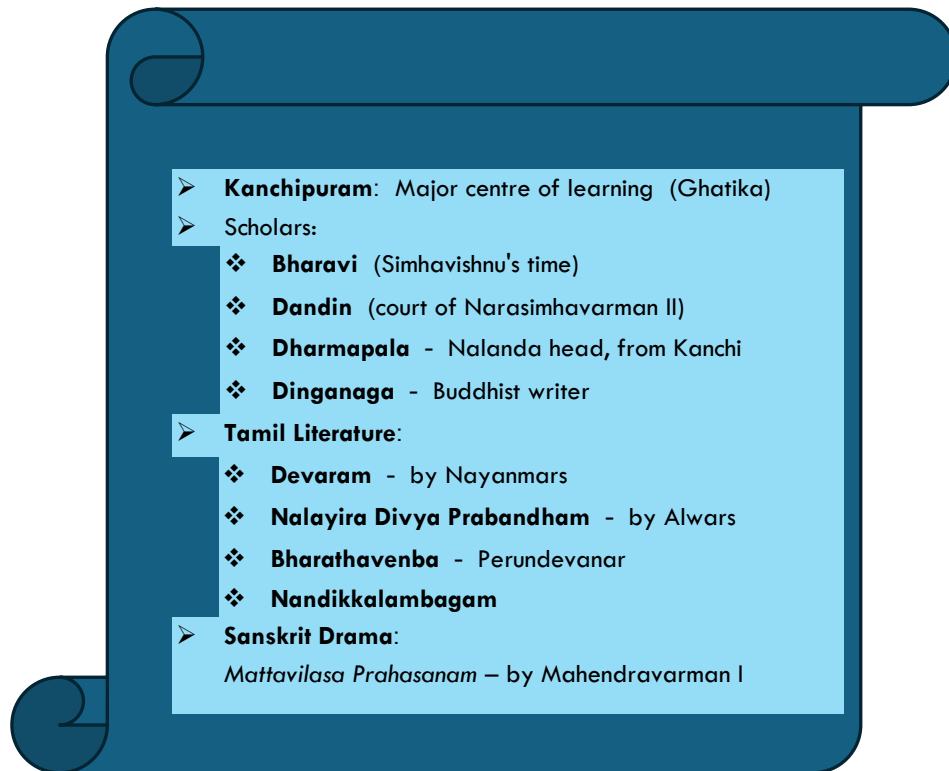 ➢ Kanchipuram: Major centre of learning (Ghatika)
➢ Scholars:
❖ Bharavi (Simhavishnu's time)
❖ Dandin (court of Narasimhavarman II)
❖ Dharmapala - Nalanda head, from Kanchi
❖ Dinganaga - Buddhist writer
➢ Tamil Literature:
❖ Devaram - by Nayanmars
❖ Nalayira Divya Prabandham - by Alwars
❖ Bharathavenba - Perundevanar
❖ Nandikkalambagam
➢ Sanskrit Drama:
Mattavilasa Prahasanam – by Mahendravarman I